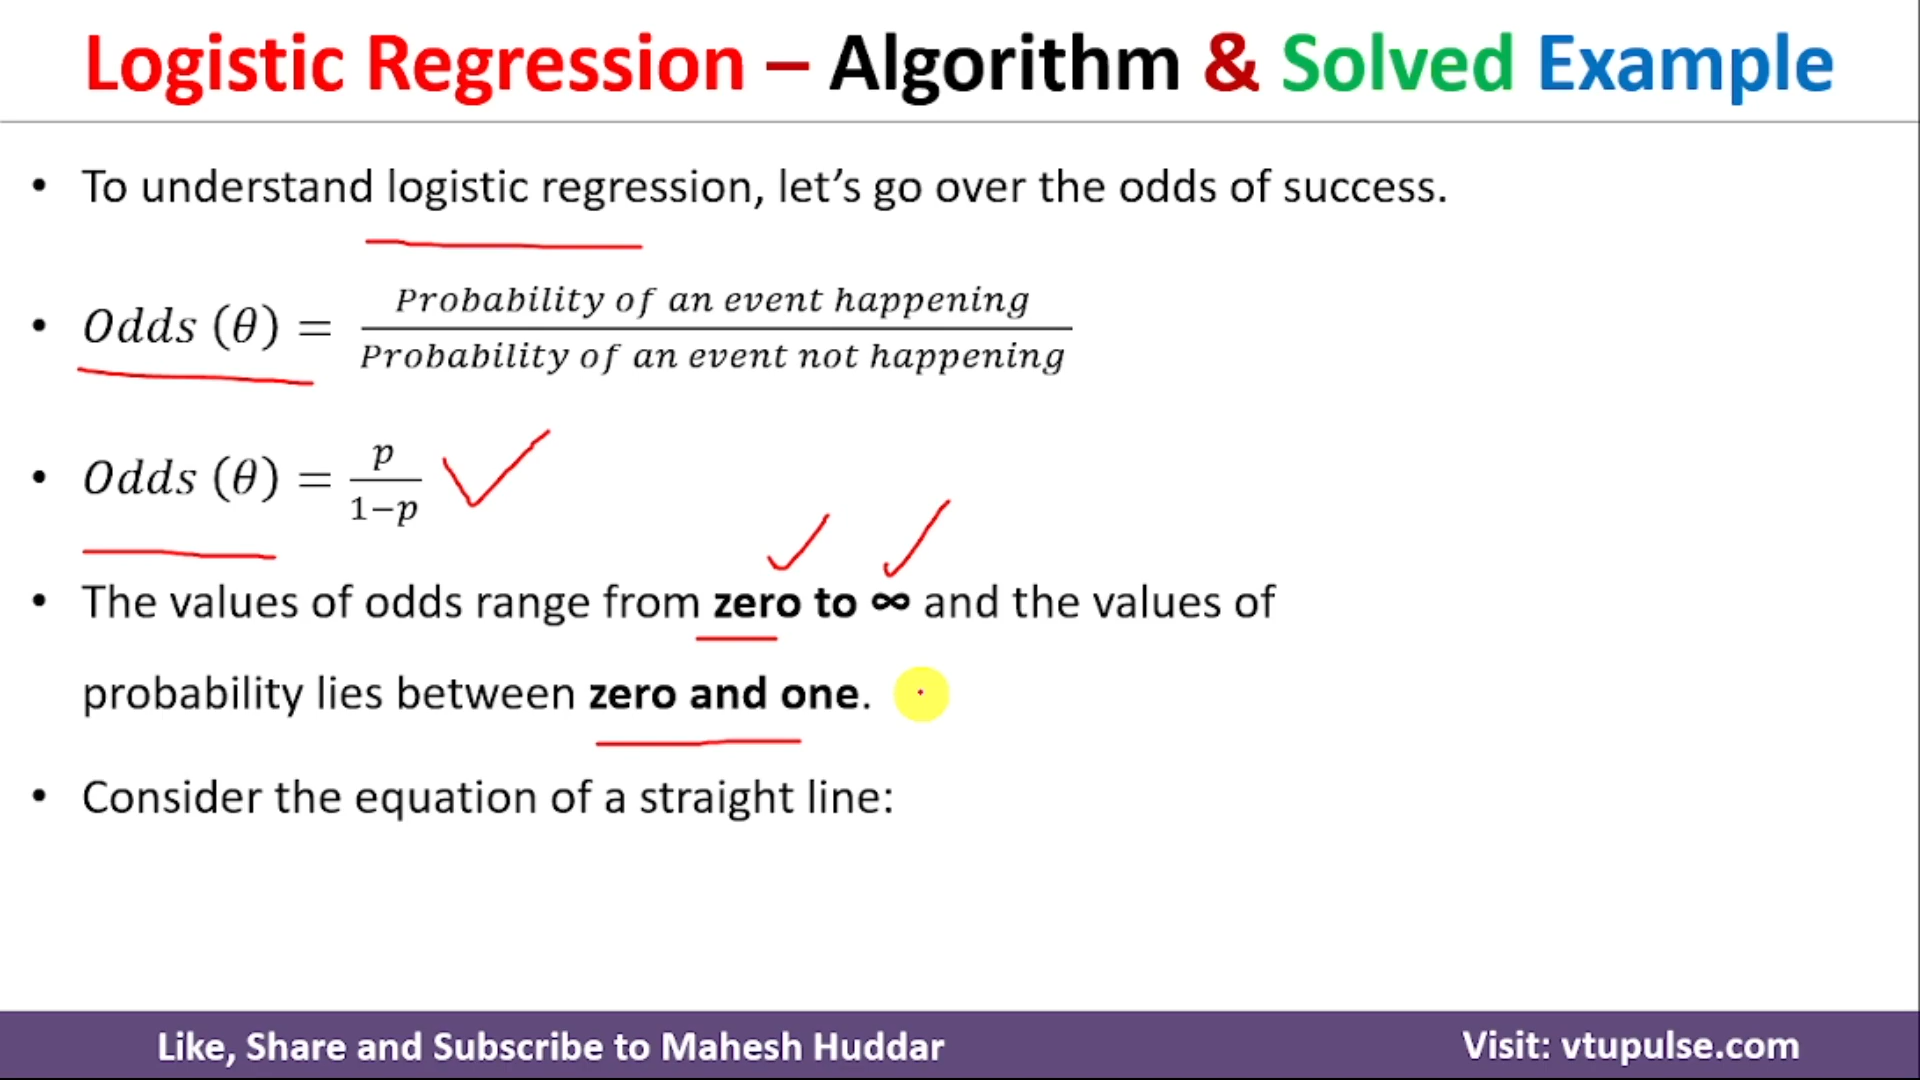 Logistic Regression – Algorithm & Solved Example
• To understand logistic regression, let’s go over the odds of success.
• Odds (θ) = Probability of an event happening / Probability of an event not happening
• Odds (θ) = p / 1−p
• The values of odds range from zero to ∞ and the values of
probability lies between zero and one.
• Consider the equation of a straight line:
Like, Share and Subscribe to Mahesh Huddar
Visit: vtupulse.com